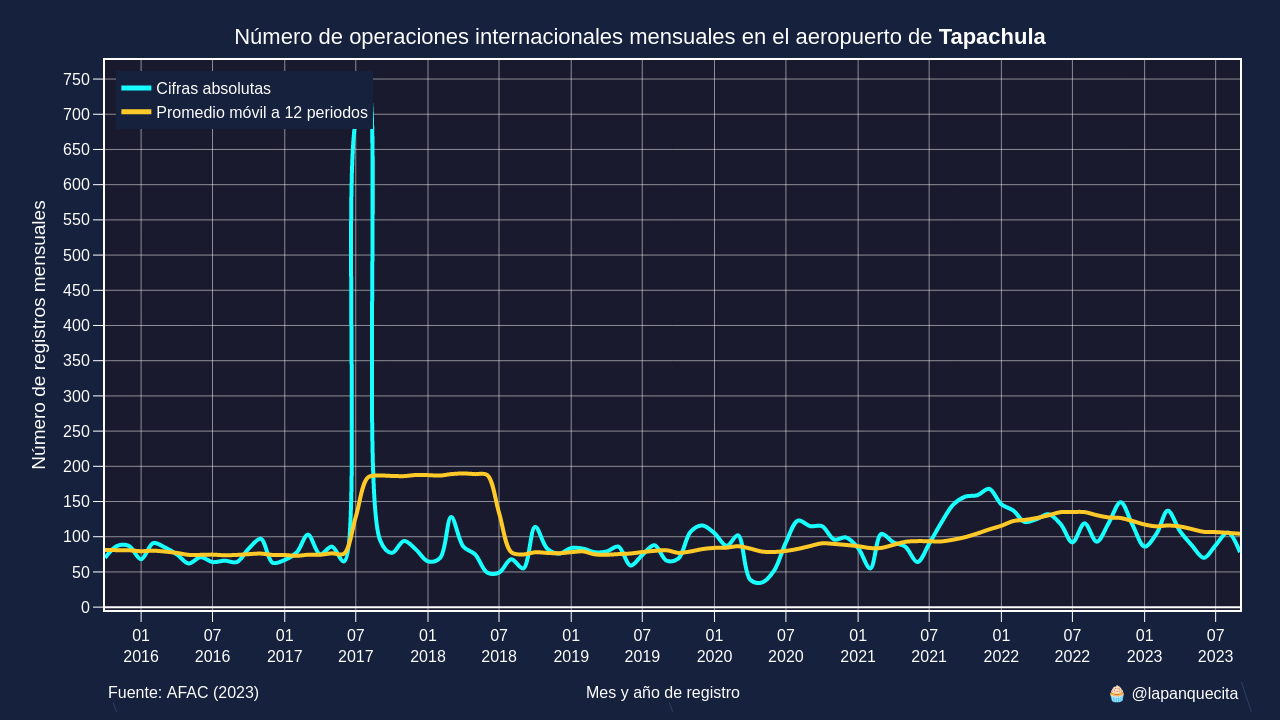 Número de operaciones internacionales mensuales en el aeropuerto de Tapachula
Cifras absolutas
Promedio móvil a 12 periodos
Número de registros mensuales
750
700
650
600
550
500
450
400
350
300
250
200
150
100
50
0
01 07 01 07 01 07 01 07 01 07 01 07 01 07 01 07
2016 2016 2017 2017 2018 2018 2019 2019 2020 2020 2021 2021 2022 2022 2023 2023
Fuente: AFAC (2023)
Mes y año de registro
🧁 @lapanquecita